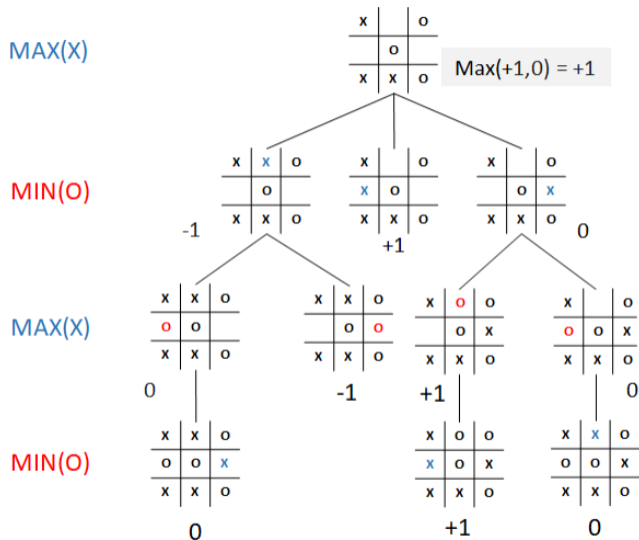 x o
MAX(X) o
x x o
Max(+1,0) = +1
x x o x o x o
MIN(O) o x o o x
x x o x x o x x o
-1 +1 0
x x o x x o x o o x o
MAX(X) o o o o o x o o x
x x o x x o x x o x x o
0 -1 +1 0
x x o x o o x x o
MIN(O) o o x x o x o o x
x x o x x o x x o
0 +1 0